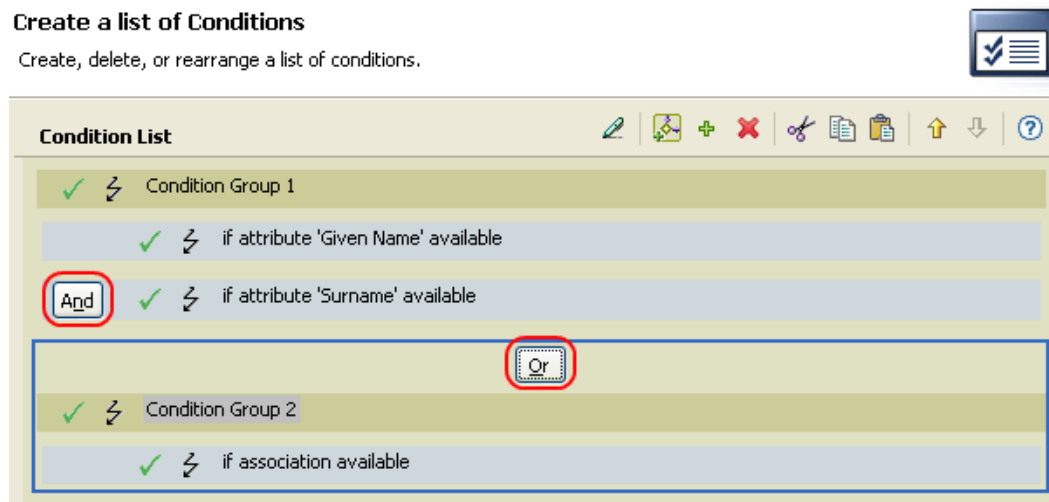 Create a list of Conditions
Create, delete, or rearrange a list of conditions.
Condition List
Condition Group 1
if attribute 'Given Name' available
And
if attribute 'Surname' available
Or
Condition Group 2
if association available